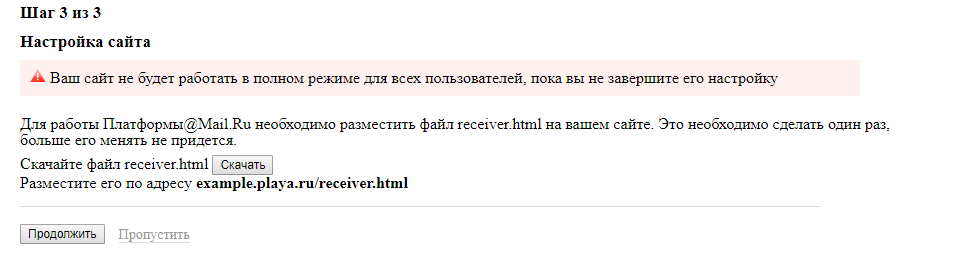 Шаг 3 из 3
Настройка сайта
Ваш сайт не будет работать в полном режиме для всех пользователей, пока вы не завершите его настройку
Для работы Платформы@Mail.Ru необходимо разместить файл receiver.html на вашем сайте. Это необходимо сделать один раз,
больше его менять не придется.
Скачайте файл receiver.html Скачать
Разместите его по адресу example.playa.ru/receiver.html
Продолжить Пропустить